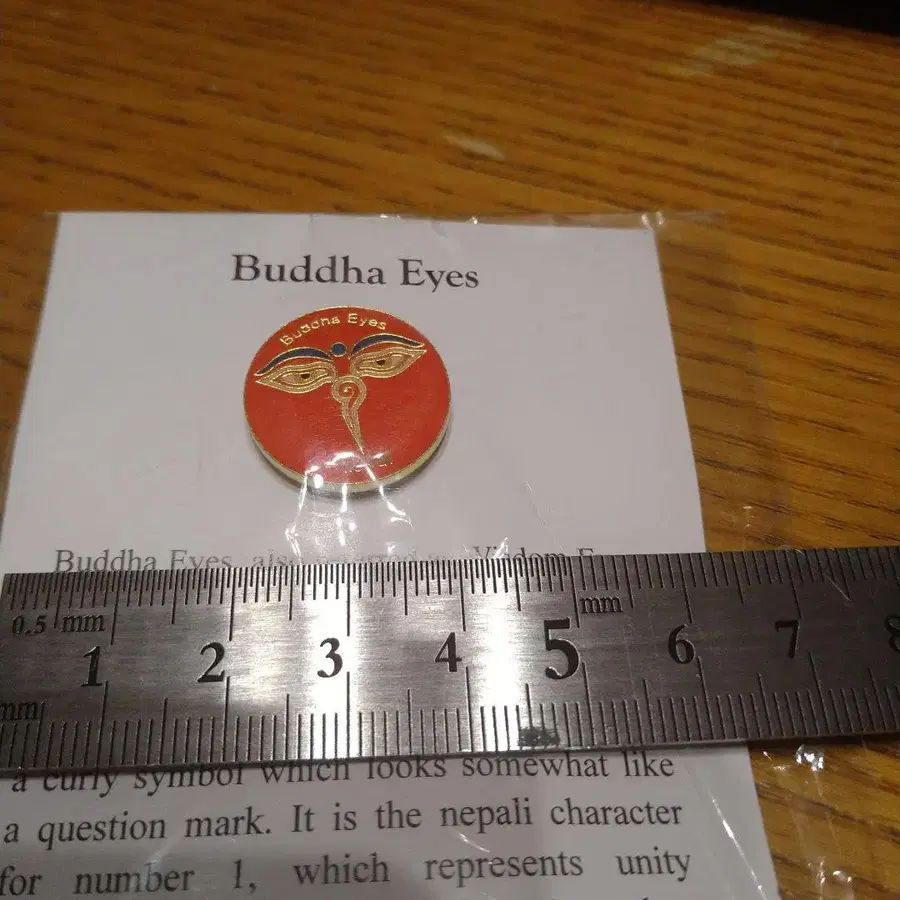 Buddha Eyes
Buddha Eyes
Buddha Eyes, also
0.5 mm
mm
1 2 3 4 5 6 7 8
mm
a curly symbol which looks somewhat like
a question mark. It is the nepali character
for number 1, which represents unity